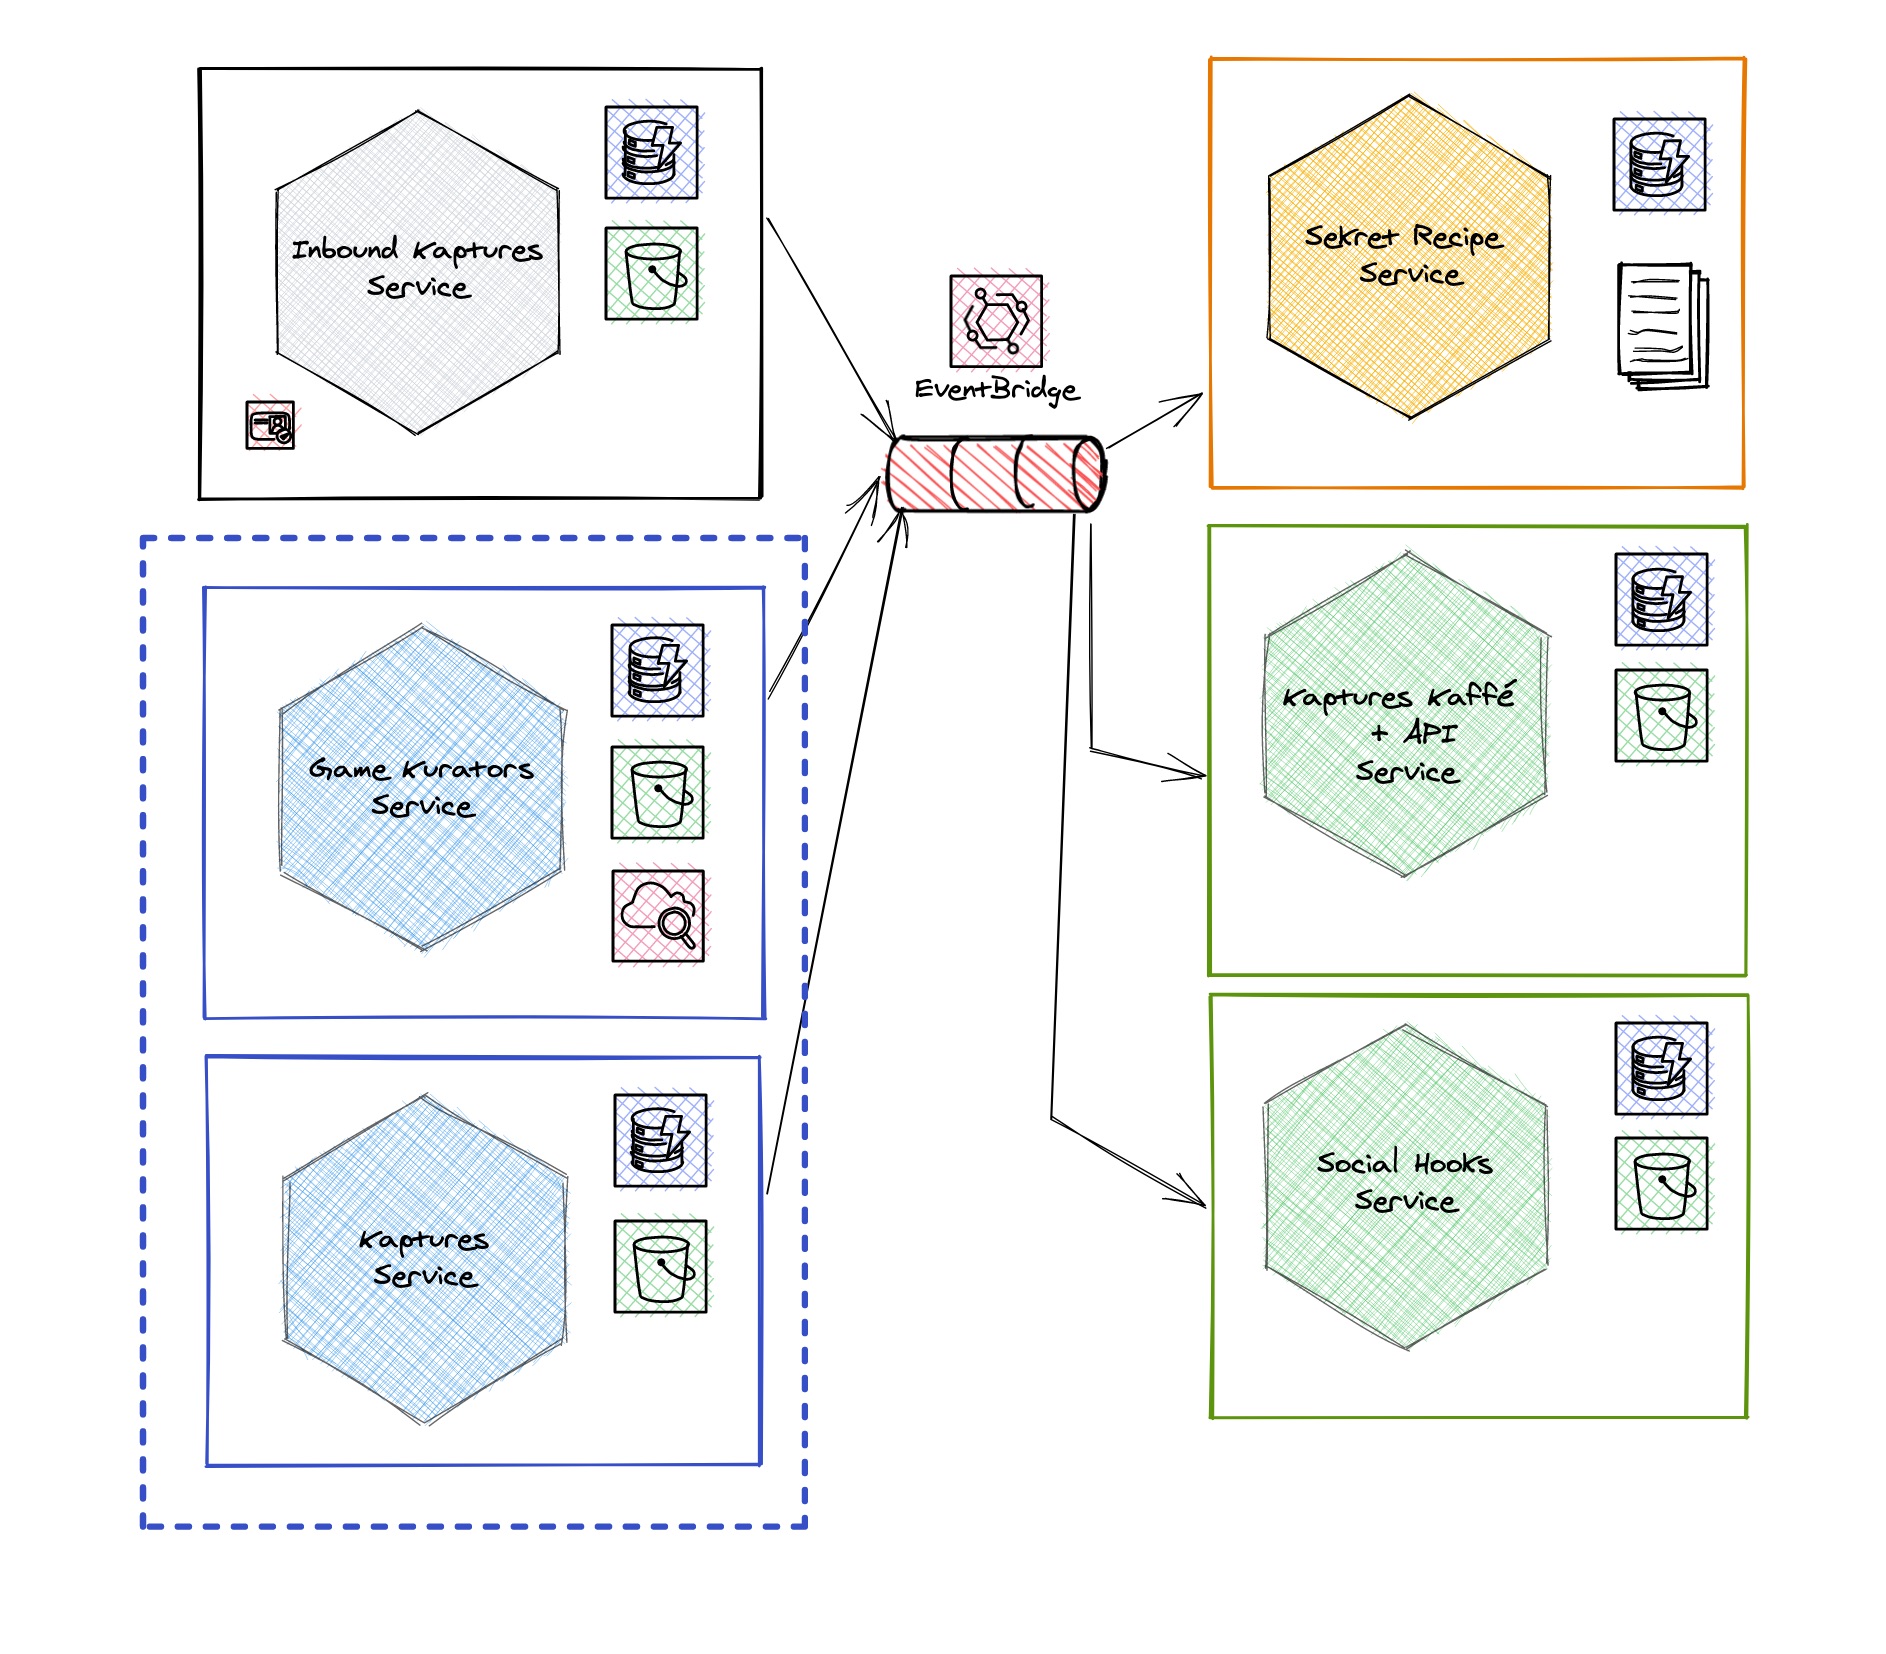 Inbound Kaptures
Service
EventBridge
Sekret Recipe
Service
Game Kurators
Service
Kaptures Kaffé
+ API
Service
Kaptures
Service
Social Hooks
Service